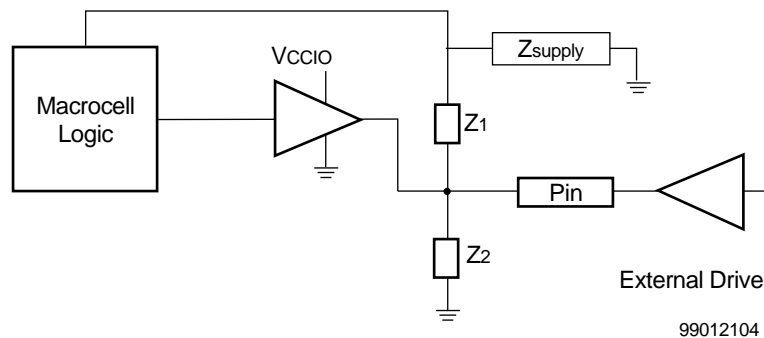 VCCIO
Zsupply
Macrocell
Logic
Z1
Pin
Z2
External Drive
99012104